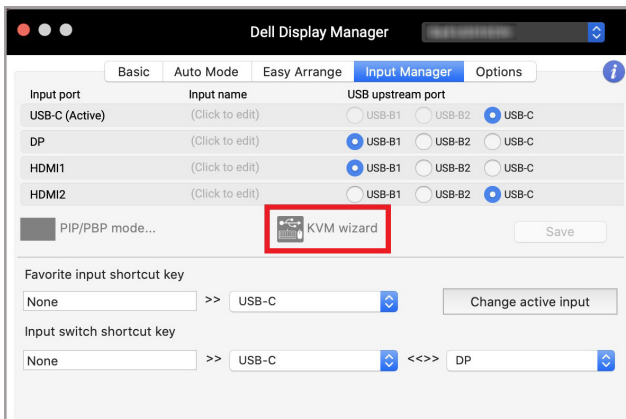 Dell Display Manager
Basic Auto Mode Easy Arrange Input Manager Options i
Input port Input name USB upstream port
USB-C (Active) (Click to edit) USB-B1 USB-B2 USB-C
DP (Click to edit) USB-B1 USB-B2 USB-C
HDMI1 (Click to edit) USB-B1 USB-B2 USB-C
HDMI2 (Click to edit) USB-B1 USB-B2 USB-C
PIP/PBP mode... KVM wizard Save
Favorite input shortcut key
None >> USB-C Change active input
Input switch shortcut key
None >> USB-C <<>> DP